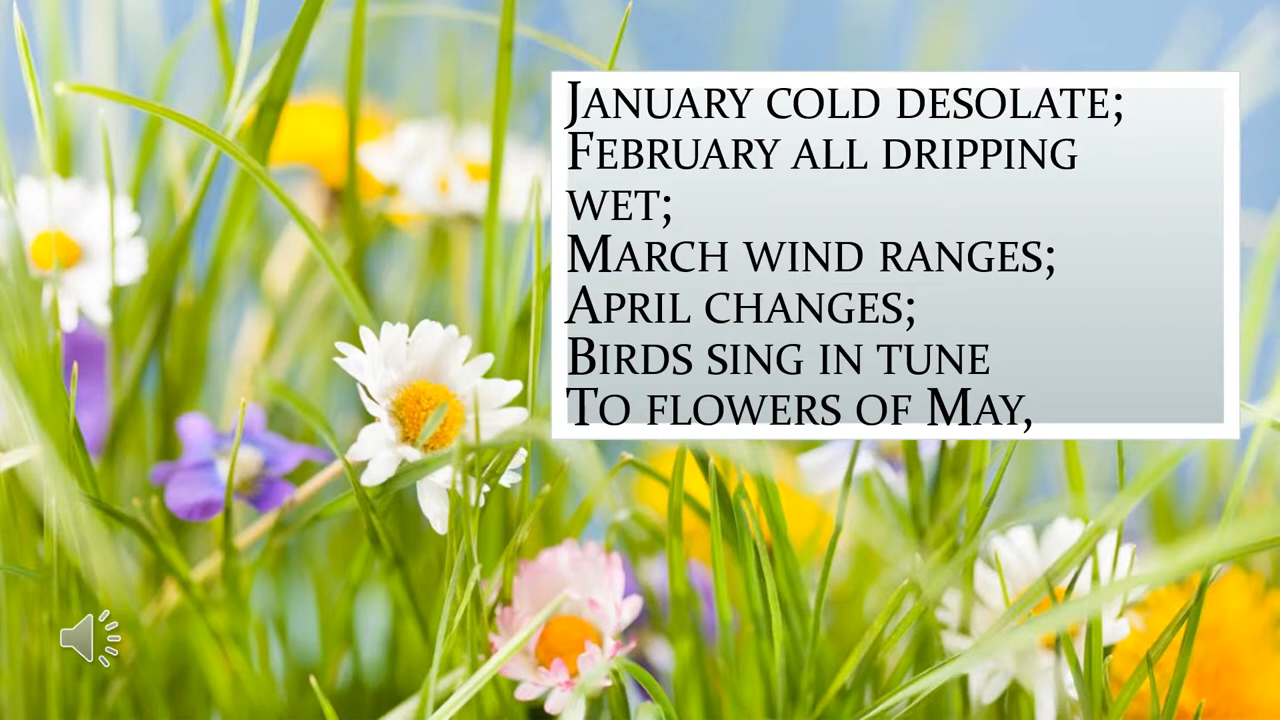 January cold desolate;
February all dripping
wet;
March wind ranges;
April changes;
Birds sing in tune
To flowers of May,